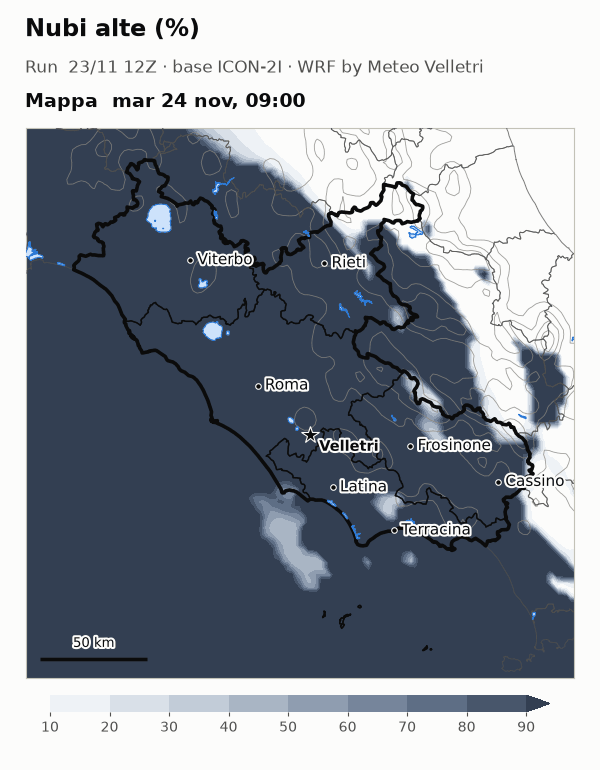 Nubi alte (%)
Run 23/11 12Z · base ICON-2I · WRF by Meteo Velletri
Mappa mar 24 nov, 09:00
Viterbo
Rieti
Roma
Velletri
Frosinone
Latina
Cassino
Terracina
50 km
10 20 30 40 50 60 70 80 90